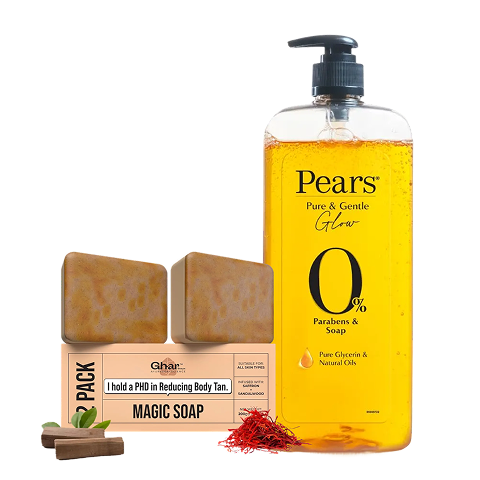 Pears®
Pure & Gentle
Glow
0%
Parabens &
Soap
Pure Glycerin &
Natural Oils
2 PACK
Ghar
I hold a PHD in Reducing Body Tan.
MAGIC SOAP
SUITABLE FOR
ALL SKIN TYPES
INFUSED WITH
SAFFRON
+
SANDALWOOD